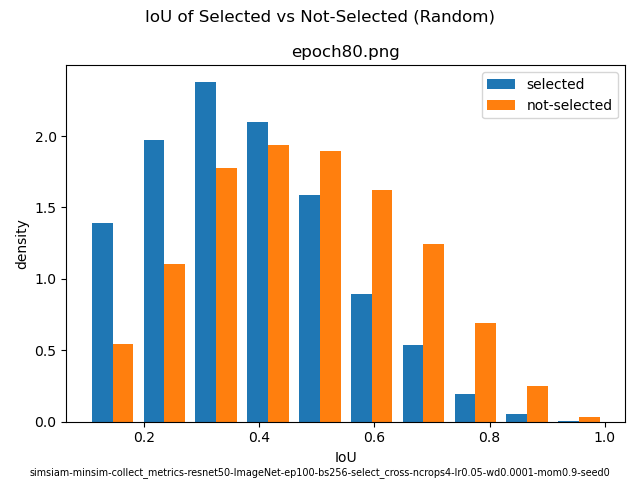 IoU of Selected vs Not-Selected (Random)
epoch80.png
selected
not-selected
density
2.0
1.5
1.0
0.5
0.0
0.2
0.4
0.6
0.8
1.0
IoU
simsiam-minsim-collect_metrics-resnet50-ImageNet-ep100-bs256-select_cross-ncrops4-lr0.05-wd0.0001-mom0.9-seed0